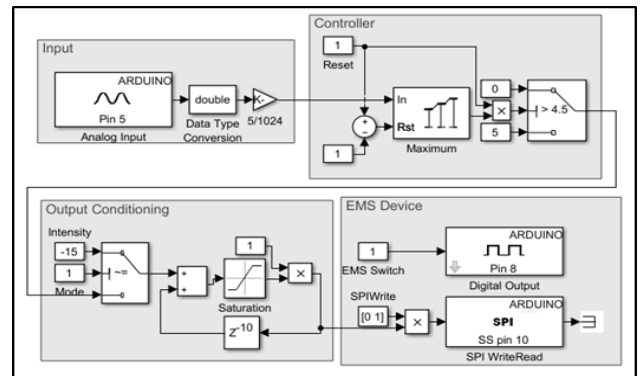 Controller
Input
1
Reset
ARDUINO
Pin 5
Analog Input
double
Data Type
Conversion
K-
5/1024
+
−
1
In
Rst
Maximum
0
×
5
> 4.5
Output Conditioning
Intensity
-15
1
Mode
~=
+
+
Saturation
1
×
Z-10
EMS Device
1
EMS Switch
ARDUINO
Pin 8
Digital Output
SPIWrite
[0 1]
×
ARDUINO
SPI
SS pin 10
SPI WriteRead